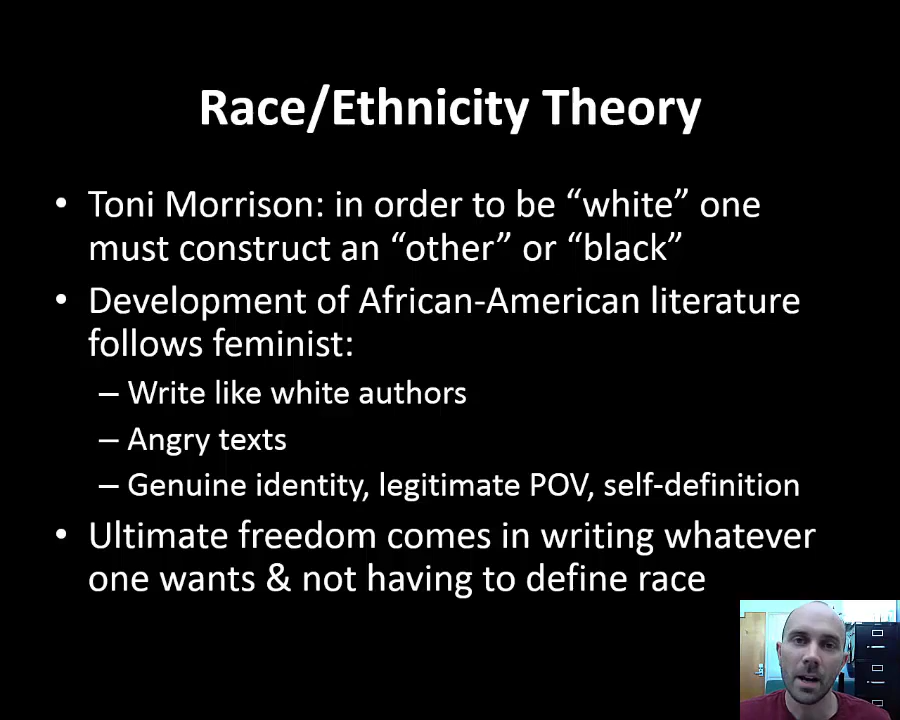 Race/Ethnicity Theory
• Toni Morrison: in order to be “white” one
must construct an “other” or “black”
• Development of African-American literature
follows feminist:
– Write like white authors
– Angry texts
– Genuine identity, legitimate POV, self-definition
• Ultimate freedom comes in writing whatever
one wants & not having to define race